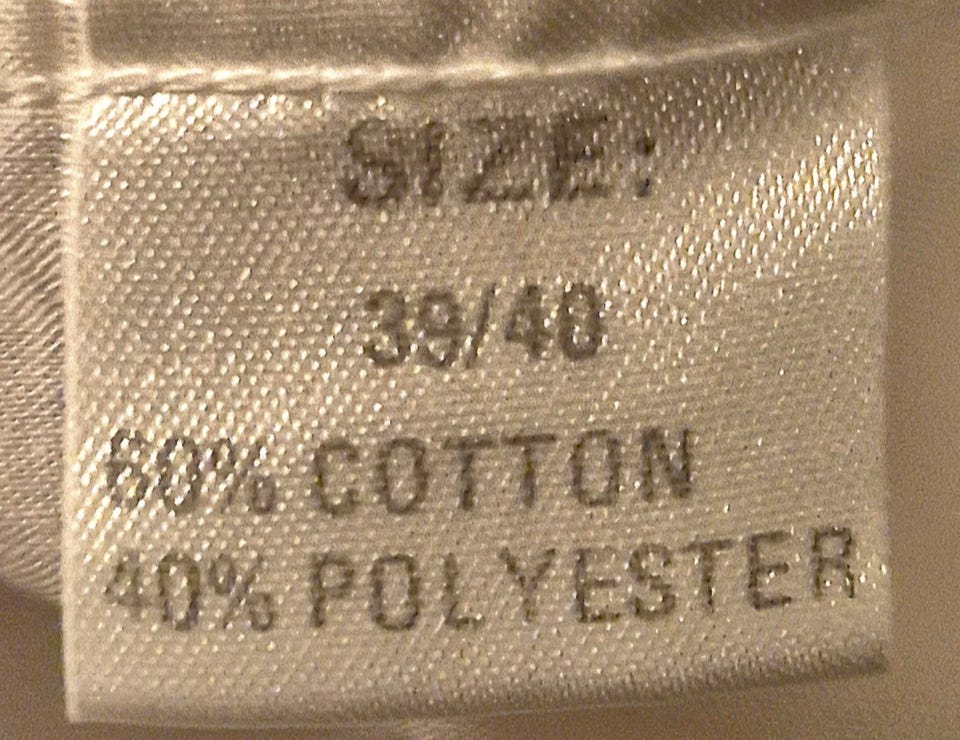 SIZE:
39/40
60% COTTON
40% POLYESTER